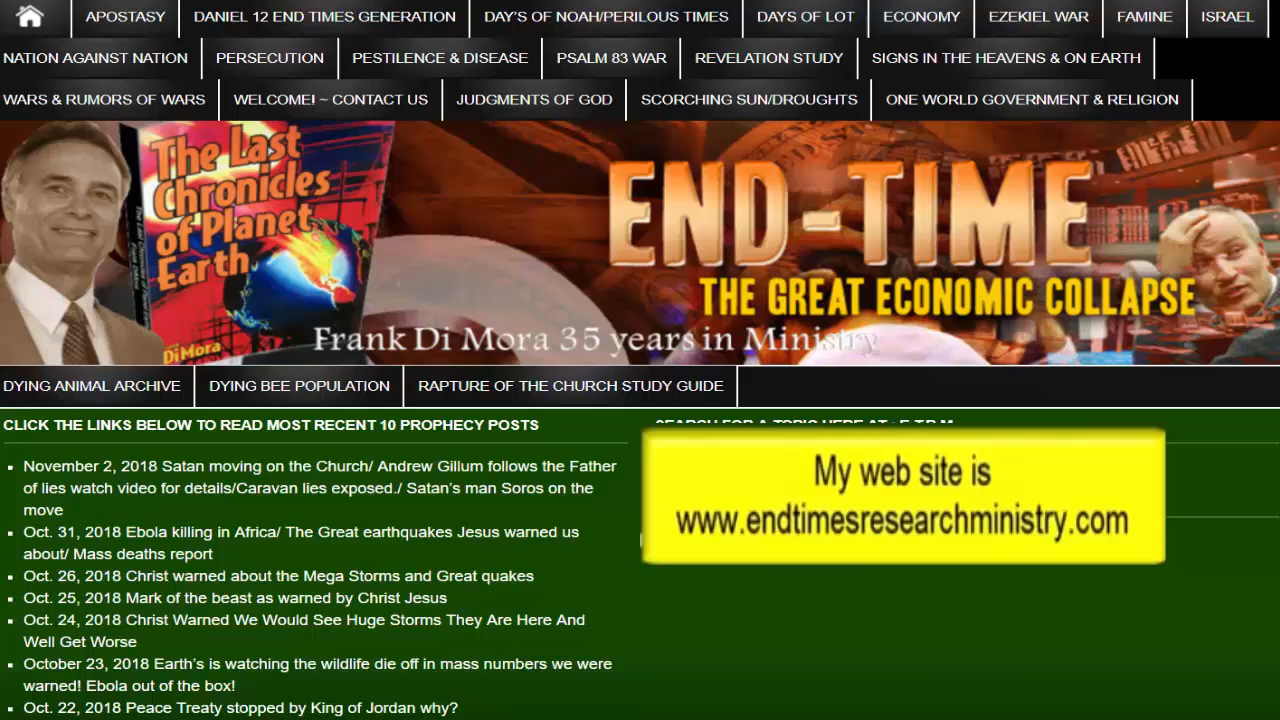 APOSTASY
DANIEL 12 END TIMES GENERATION
DAY'S OF NOAH/PERILOUS TIMES
DAYS OF LOT
ECONOMY
EZEKIEL WAR
FAMINE
ISRAEL
NATION AGAINST NATION
PERSECUTION
PESTILENCE & DISEASE
PSALM 83 WAR
REVELATION STUDY
SIGNS IN THE HEAVENS & ON EARTH
WARS & RUMORS OF WARS
WELCOME! ~ CONTACT US
JUDGMENTS OF GOD
SCORCHING SUN/DROUGHTS
ONE WORLD GOVERNMENT & RELIGION
The Last
Chronicles
of Planet
Earth
DiMora
END-TIME
THE GREAT ECONOMIC COLLAPSE
Frank Di Mora 35 years in Ministry
DYING ANIMAL ARCHIVE
DYING BEE POPULATION
RAPTURE OF THE CHURCH STUDY GUIDE
CLICK THE LINKS BELOW TO READ MOST RECENT 10 PROPHECY POSTS
November 2, 2018 Satan moving on the Church/ Andrew Gillum follows the Father
of lies watch video for details/Caravan lies exposed./ Satan's man Soros on the
move
Oct. 31, 2018 Ebola killing in Africa/ The Great earthquakes Jesus warned us
about/ Mass deaths report
Oct. 26, 2018 Christ warned about the Mega Storms and Great quakes
Oct. 25, 2018 Mark of the beast as warned by Christ Jesus
Oct. 24, 2018 Christ Warned We Would See Huge Storms They Are Here And
Well Get Worse
October 23, 2018 Earth's is watching the wildlife die off in mass numbers we were
warned! Ebola out of the box!
Oct. 22, 2018 Peace Treaty stopped by King of Jordan why?
My web site is
www.endtimesresearchministry.com